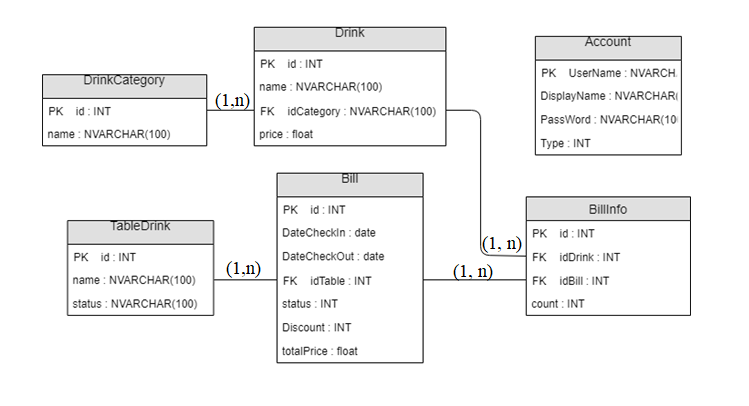 Drink
PK id : INT
name : NVARCHAR(100)
FK idCategory : NVARCHAR(100)
price : float
Account
PK UserName : NVARCH
DisplayName : NVARCHAR(
PassWord : NVARCHAR(10
Type : INT
DrinkCategory
PK id : INT
name : NVARCHAR(100)
(1,n)
Bill
PK id : INT
DateCheckIn : date
DateCheckOut : date
FK idTable : INT
status : INT
Discount : INT
totalPrice : float
BillInfo
PK id : INT
FK idDrink : INT
FK idBill : INT
count : INT
TableDrink
PK id : INT
name : NVARCHAR(100)
status : NVARCHAR(100)
(1,n)
(1, n)
(1, n)